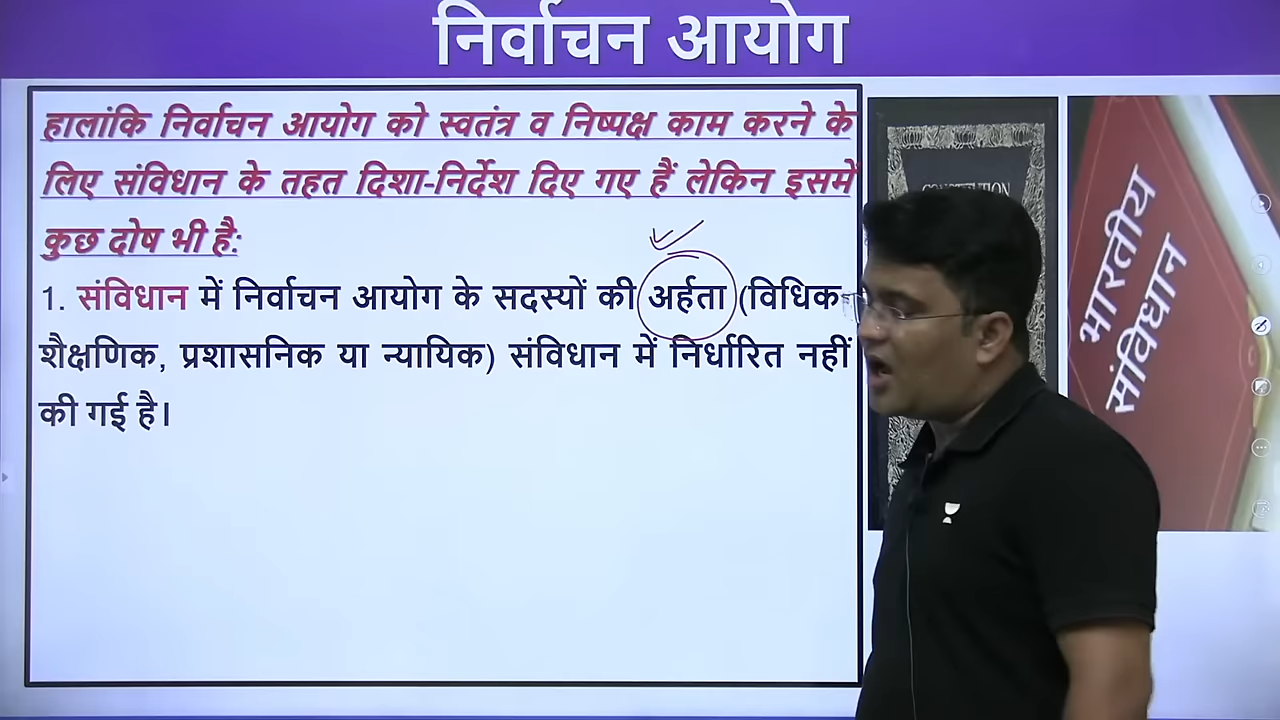 निर्वाचन आयोग
हालांकि निर्वाचन आयोग को स्वतंत्र व निष्पक्ष काम करने के
लिए संविधान के तहत दिशा-निर्देश दिए गए हैं लेकिन इसमें
कुछ दोष भी है:
1. संविधान में निर्वाचन आयोग के सदस्यों की अर्हता (विधिक
शैक्षणिक, प्रशासनिक या न्यायिक) संविधान में निर्धारित नहीं
की गई है।
CONSTITUTION
भारतीय
संविधान